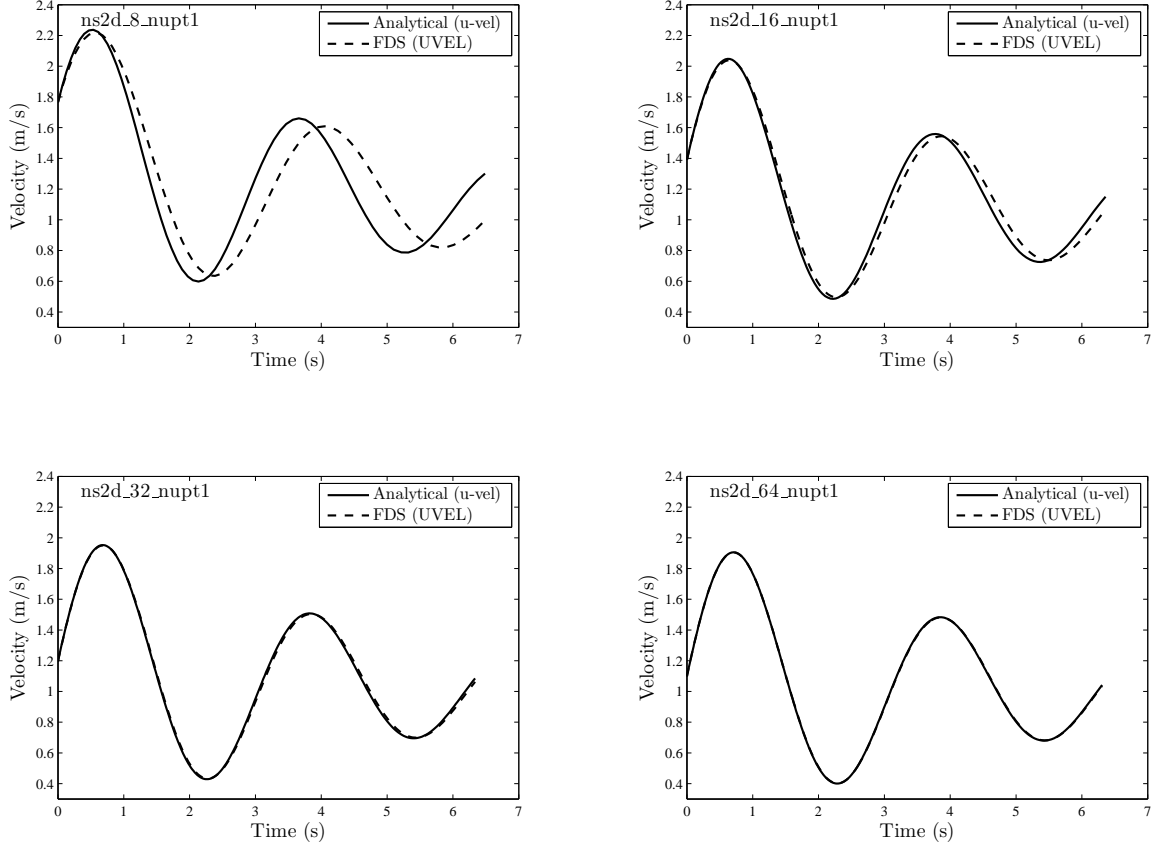 ns2d_8_nupt1
Analytical (u-vel)
FDS (UVEL)
Velocity (m/s)
2.4
2.2
2
1.8
1.6
1.4
1.2
1
0.8
0.6
0.4
0 1 2 3 4 5 6 7
Time (s)
ns2d_16_nupt1
Analytical (u-vel)
FDS (UVEL)
Velocity (m/s)
2.4
2.2
2
1.8
1.6
1.4
1.2
1
0.8
0.6
0.4
0 1 2 3 4 5 6 7
Time (s)
ns2d_32_nupt1
Analytical (u-vel)
FDS (UVEL)
Velocity (m/s)
2.4
2.2
2
1.8
1.6
1.4
1.2
1
0.8
0.6
0.4
0 1 2 3 4 5 6 7
Time (s)
ns2d_64_nupt1
Analytical (u-vel)
FDS (UVEL)
Velocity (m/s)
2.4
2.2
2
1.8
1.6
1.4
1.2
1
0.8
0.6
0.4
0 1 2 3 4 5 6 7
Time (s)